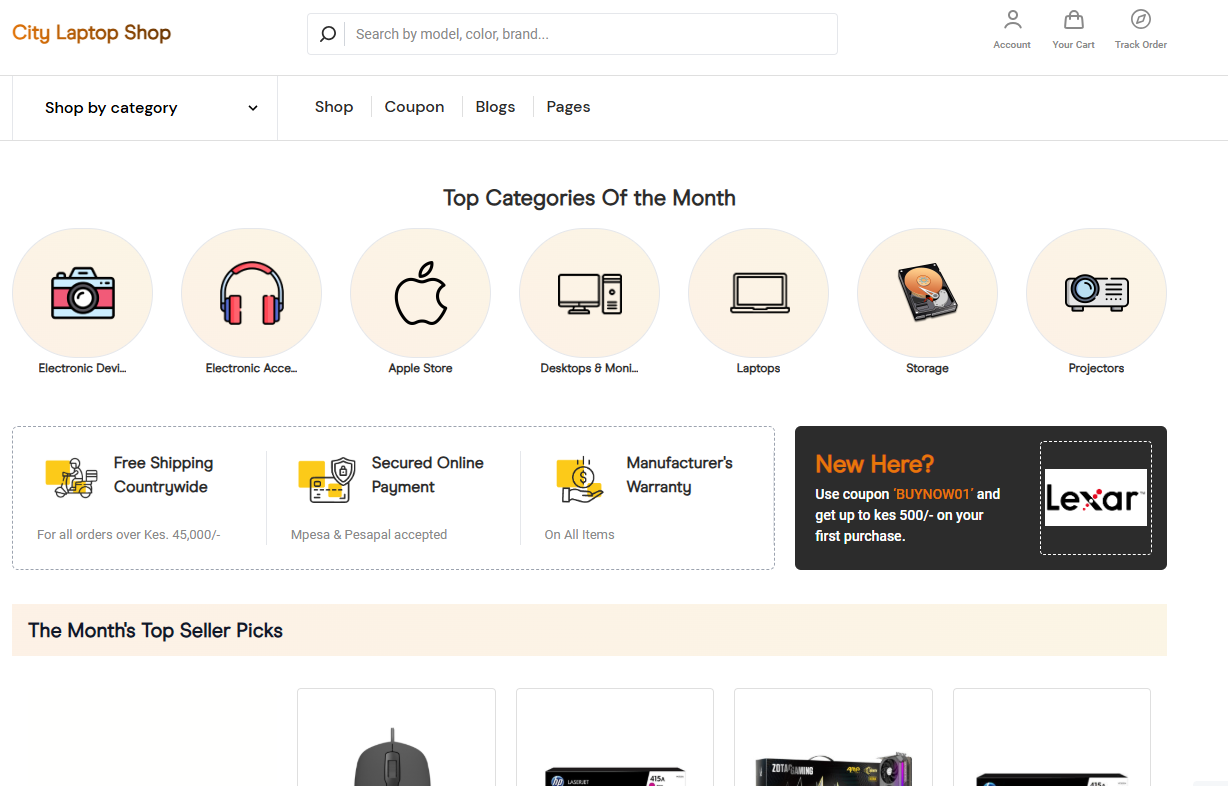 City Laptop Shop
Search by model, color, brand...
Account
Your Cart
Track Order
Shop by category
Shop
Coupon
Blogs
Pages
Top Categories Of the Month
Electronic Devi...
Electronic Acce...
Apple Store
Desktops & Moni...
Laptops
Storage
Projectors
Free Shipping
Countrywide
For all orders over Kes. 45,000/-
Secured Online
Payment
Mpesa & Pesapal accepted
Manufacturer's
Warranty
On All Items
New Here?
Use coupon 'BUYNOW01' and
get up to kes 500/- on your
first purchase.
Lexar
The Month's Top Seller Picks
hp LASERJET
415A
ZOTAC GAMING
415A